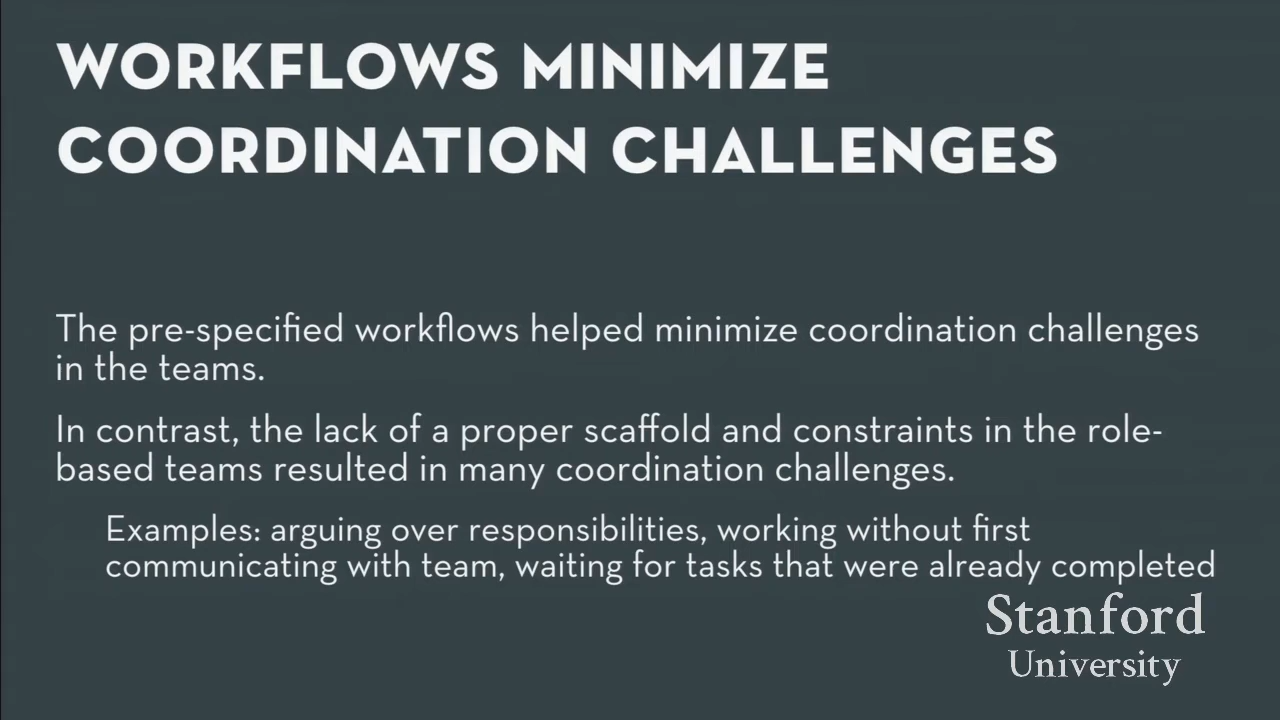 WORKFLOWS MINIMIZE
COORDINATION CHALLENGES
The pre-specified workflows helped minimize coordination challenges
in the teams.
In contrast, the lack of a proper scaffold and constraints in the role-
based teams resulted in many coordination challenges.
Examples: arguing over responsibilities, working without first
communicating with team, waiting for tasks that were already completed
Stanford
University